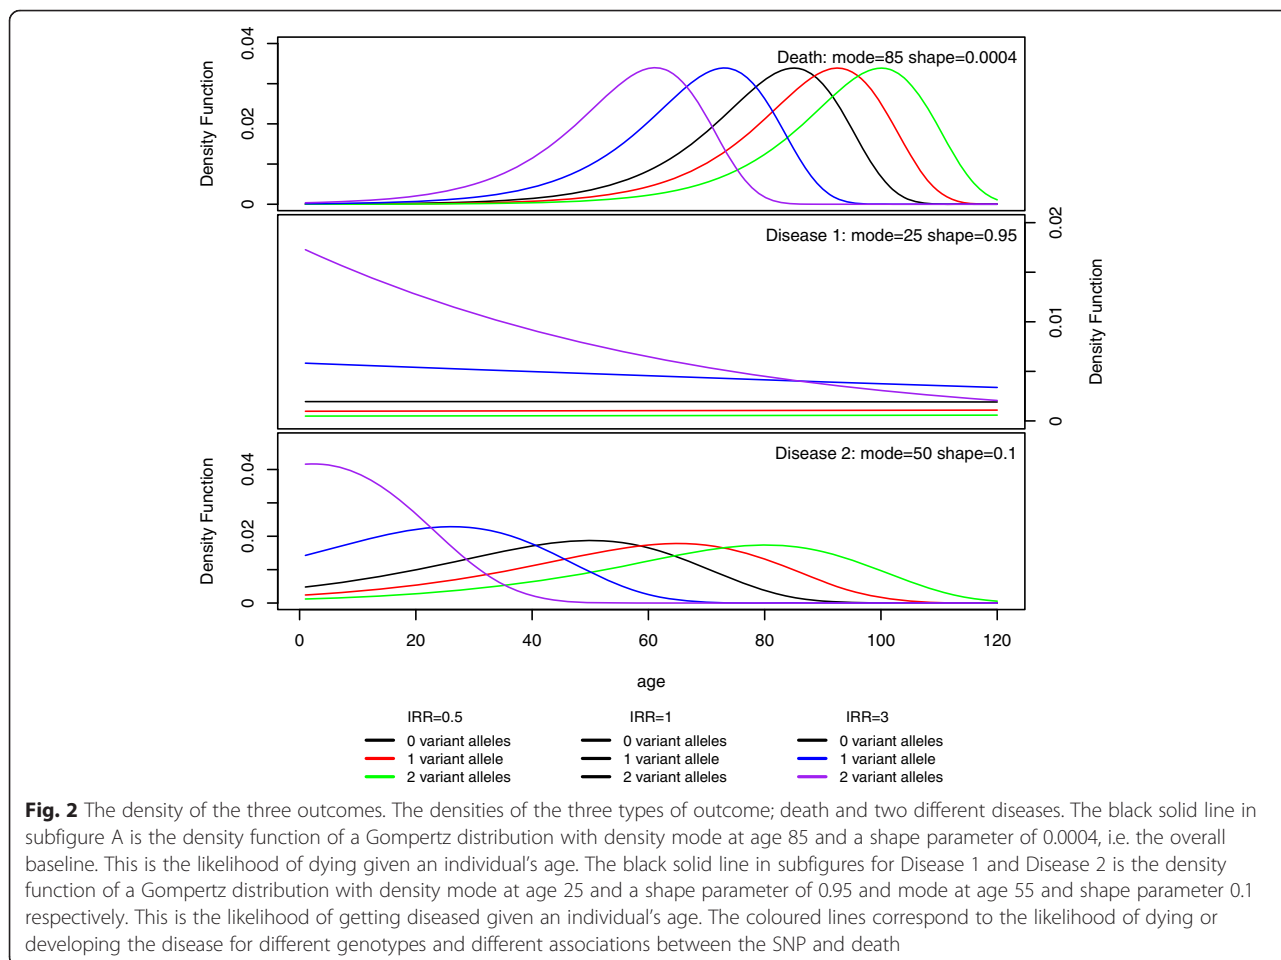 Death: mode=85 shape=0.0004
Density Function
0.04
0.02
0
Disease 1: mode=25 shape=0.95
Density Function
0.02
0.01
0
Disease 2: mode=50 shape=0.1
Density Function
0.04
0.02
0
0 20 40 60 80 100 120
age
IRR=0.5 IRR=1 IRR=3
0 variant alleles 0 variant alleles 0 variant alleles
1 variant allele 1 variant allele 1 variant allele
2 variant alleles 2 variant alleles 2 variant alleles
Fig. 2 The density of the three outcomes. The densities of the three types of outcome; death and two different diseases. The black solid line in
subfigure A is the density function of a Gompertz distribution with density mode at age 85 and a shape parameter of 0.0004, i.e. the overall
baseline. This is the likelihood of dying given an individual's age. The black solid line in subfigures for Disease 1 and Disease 2 is the density
function of a Gompertz distribution with density mode at age 25 and a shape parameter of 0.95 and mode at age 55 and shape parameter 0.1
respectively. This is the likelihood of getting diseased given an individual's age. The coloured lines correspond to the likelihood of dying or
developing the disease for different genotypes and different associations between the SNP and death